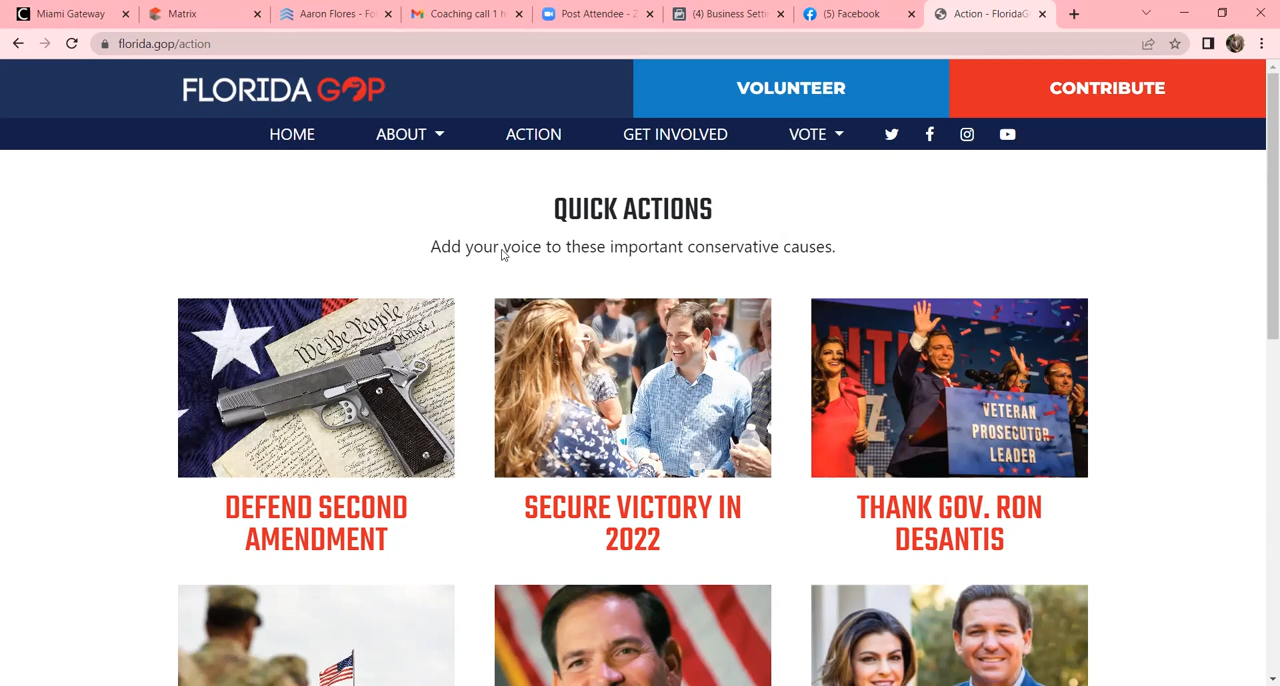 Miami Gateway
Matrix
Aaron Flores - Fo
Coaching call 1 h
Post Attendee - Z
(4) Business Setti
(5) Facebook
Action - FloridaG
florida.gop/action
FLORIDA GOP
VOLUNTEER
CONTRIBUTE
HOME
ABOUT
ACTION
GET INVOLVED
VOTE
QUICK ACTIONS
Add your voice to these important conservative causes.
We the People
VETERAN
PROSECUTOR
LEADER
DEFEND SECOND
AMENDMENT
SECURE VICTORY IN
2022
THANK GOV. RON
DESANTIS